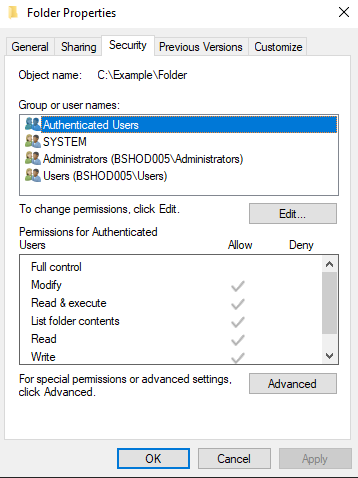 Folder Properties
General
Sharing
Security
Previous Versions
Customize
Object name: C:\Example\Folder
Group or user names:
Authenticated Users
SYSTEM
Administrators (BSHOD005\Administrators)
Users (BSHOD005\Users)
To change permissions, click Edit.
Edit...
Permissions for Authenticated
Users
Allow
Deny
Full control
Modify
Read & execute
List folder contents
Read
Write
For special permissions or advanced settings,
click Advanced.
Advanced
OK
Cancel
Apply